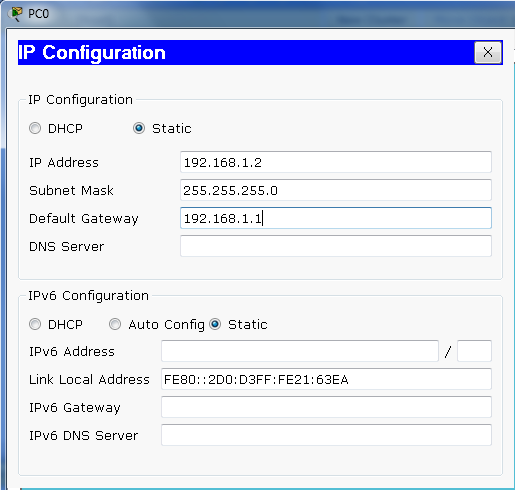 PC0
IP Configuration
X
IP Configuration
DHCP Static
IP Address 192.168.1.2
Subnet Mask 255.255.255.0
Default Gateway 192.168.1.1
DNS Server
IPv6 Configuration
DHCP Auto Config Static
IPv6 Address /
Link Local Address FE80::2D0:D3FF:FE21:63EA
IPv6 Gateway
IPv6 DNS Server